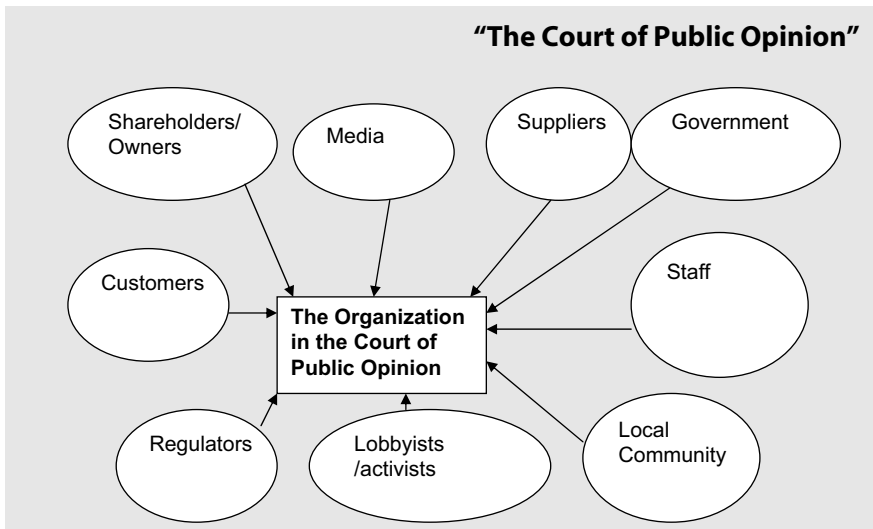 “The Court of Public Opinion”
Shareholders/
Owners
Media
Suppliers
Government
Customers
Staff
The Organization
in the Court of
Public Opinion
Regulators
Lobbyists
/activists
Local
Community